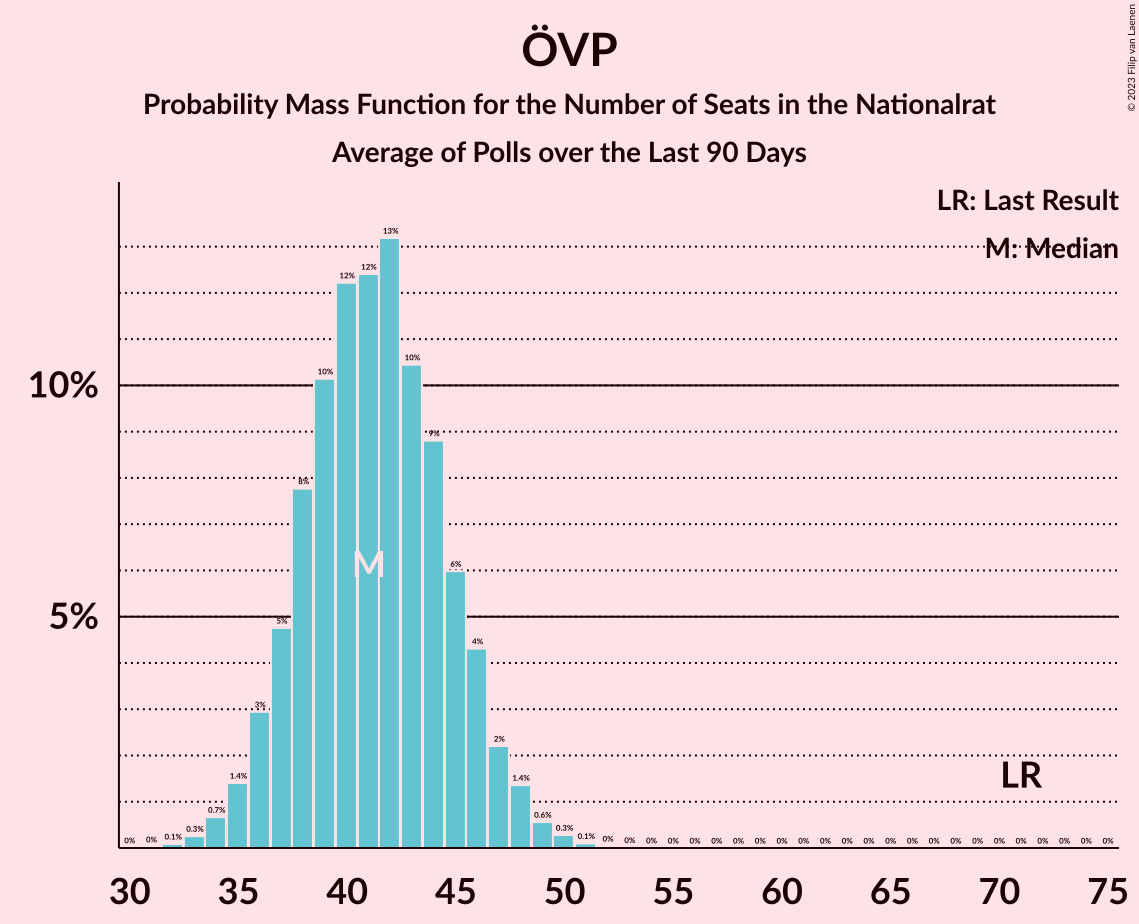 ÖVP
Probability Mass Function for the Number of Seats in the Nationalrat
Average of Polls over the Last 90 Days
© 2023 Filip van Laenen
LR: Last Result
M: Median
10%
5%
0% 0% 0.1% 0.3% 0.7% 1.4% 3% 5% 8% 10% 12% 12% 13% 10% 9% 6% 4% 2% 1.4% 0.6% 0.3% 0.1% 0% 0% 0% 0% 0% 0% 0% 0% 0% 0% 0% 0% 0% 0% 0% 0% 0% 0% 0% 0% 0% 0% 0% 0%
M
LR
30 35 40 45 50 55 60 65 70 75